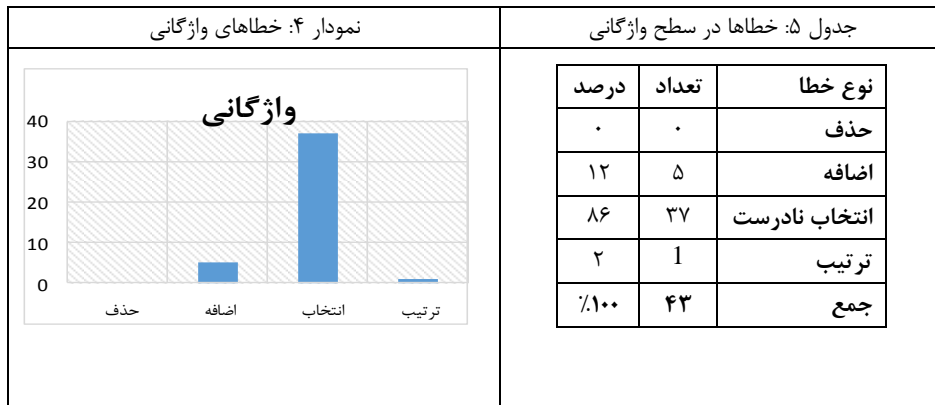 جدول ۵: خطاها در سطح واژگانی
نوع خطا تعداد درصد
حذف ۰ ۰
اضافه ۵ ۱۲
انتخاب نادرست ۳۷ ۸۶
ترتیب 1 ۲
جمع ۴۳ ٪۱۰۰
نمودار ۴: خطاهای واژگانی
واژگانی
40
30
20
10
0
حذف اضافه انتخاب ترتیب